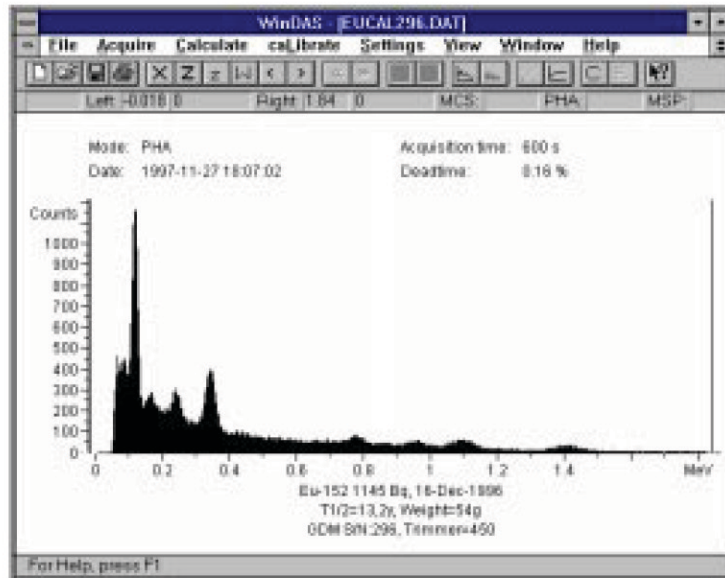 WinDAS - [EUCAL296.DAT]
File Acquire Calculate caLibrate Settings View Window Help
Left: -0.018 0 Right: 1.84 0 MCS: PHA: MSP:
Mode: PHA Acquisition time: 600 s
Date: 1997-11-27 18:07:02 Deadtime: 0.16 %
Counts
1000
900
800
700
600
500
400
300
200
100
0
0 0.2 0.4 0.6 0.8 1 1.2 1.4 MeV
Eu-152 1145 Bq, 16-Dec-1996
T1/2=13,2y, Weight=54g
GDM S/N:296, Trimmer=450
For Help, press F1